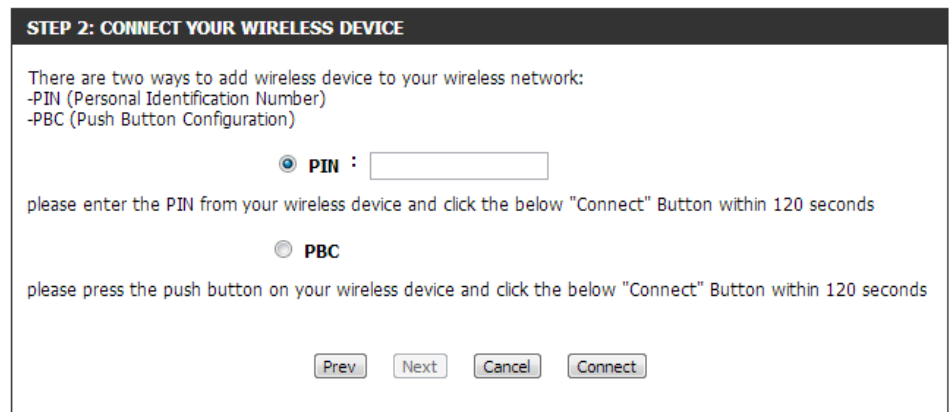 STEP 2: CONNECT YOUR WIRELESS DEVICE
There are two ways to add wireless device to your wireless network:
-PIN (Personal Identification Number)
-PBC (Push Button Configuration)
PIN :
please enter the PIN from your wireless device and click the below "Connect" Button within 120 seconds
PBC
please press the push button on your wireless device and click the below "Connect" Button within 120 seconds
Prev Next Cancel Connect